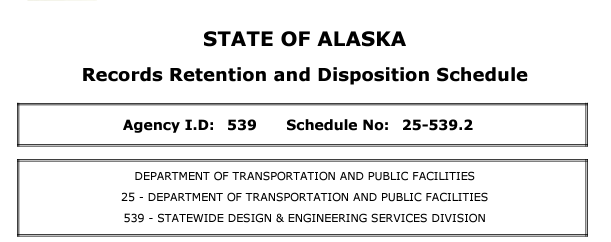 STATE OF ALASKA
Records Retention and Disposition Schedule
Agency I.D: 539 Schedule No: 25-539.2
DEPARTMENT OF TRANSPORTATION AND PUBLIC FACILITIES
25 - DEPARTMENT OF TRANSPORTATION AND PUBLIC FACILITIES
539 - STATEWIDE DESIGN & ENGINEERING SERVICES DIVISION